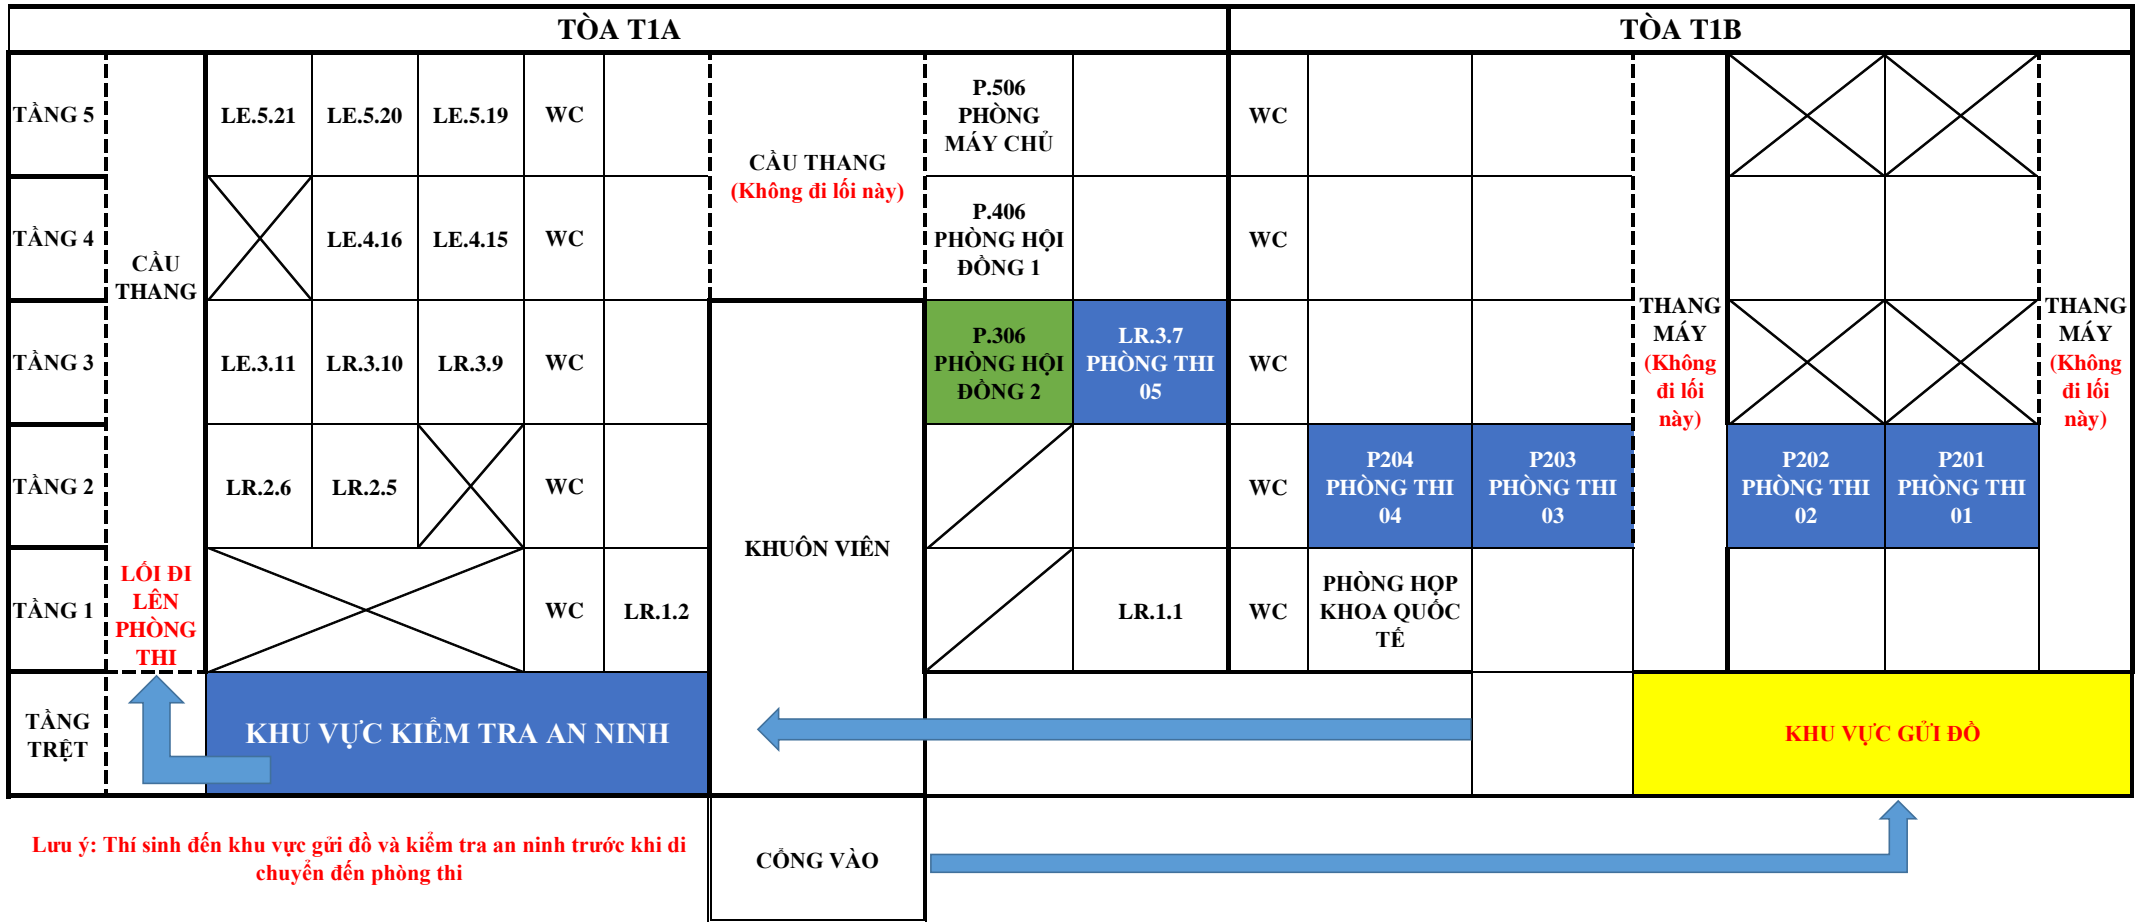 TÒA T1A
TÒA T1B
TẦNG 5
LE.5.21
LE.5.20
LE.5.19
WC
P.506
PHÒNG
MÁY CHỦ
WC
CẦU THANG
(Không đi lối này)
TẦNG 4
LE.4.16
LE.4.15
WC
P.406
PHÒNG HỘI
ĐỒNG 1
WC
CẦU
THANG
TẦNG 3
LE.3.11
LR.3.10
LR.3.9
WC
P.306
PHÒNG HỘI
ĐỒNG 2
LR.3.7
PHÒNG THI
05
WC
THANG
MÁY
(Không
đi lối
này)
THANG
MÁY
(Không
đi lối
này)
TẦNG 2
LR.2.6
LR.2.5
WC
WC
P204
PHÒNG THI
04
P203
PHÒNG THI
03
P202
PHÒNG THI
02
P201
PHÒNG THI
01
KHUÔN VIÊN
TẦNG 1
LỐI ĐI
LÊN
PHÒNG
THI
WC
LR.1.2
LR.1.1
WC
PHÒNG HỌP
KHOA QUỐC
TẾ
TẦNG
TRỆT
KHU VỰC KIỂM TRA AN NINH
KHU VỰC GỬI ĐỒ
Lưu ý: Thí sinh đến khu vực gửi đồ và kiểm tra an ninh trước khi di
chuyển đến phòng thi
CỔNG VÀO